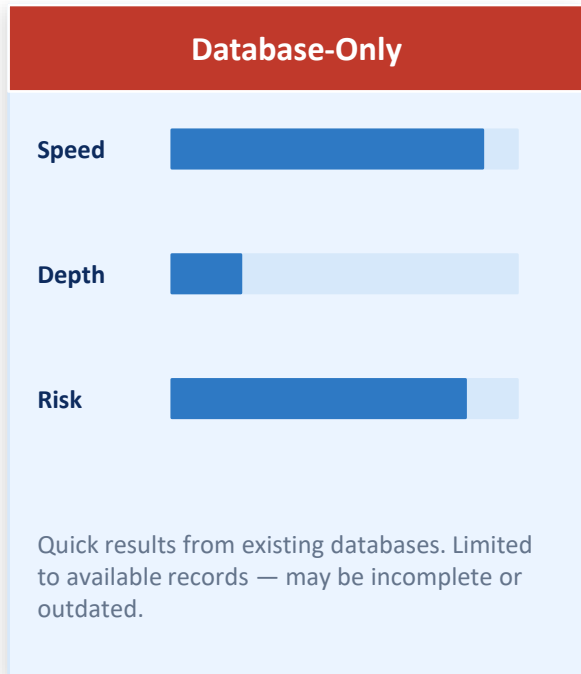 Database-Only
Speed
Depth
Risk
Quick results from existing databases. Limited
to available records — may be incomplete or
outdated.